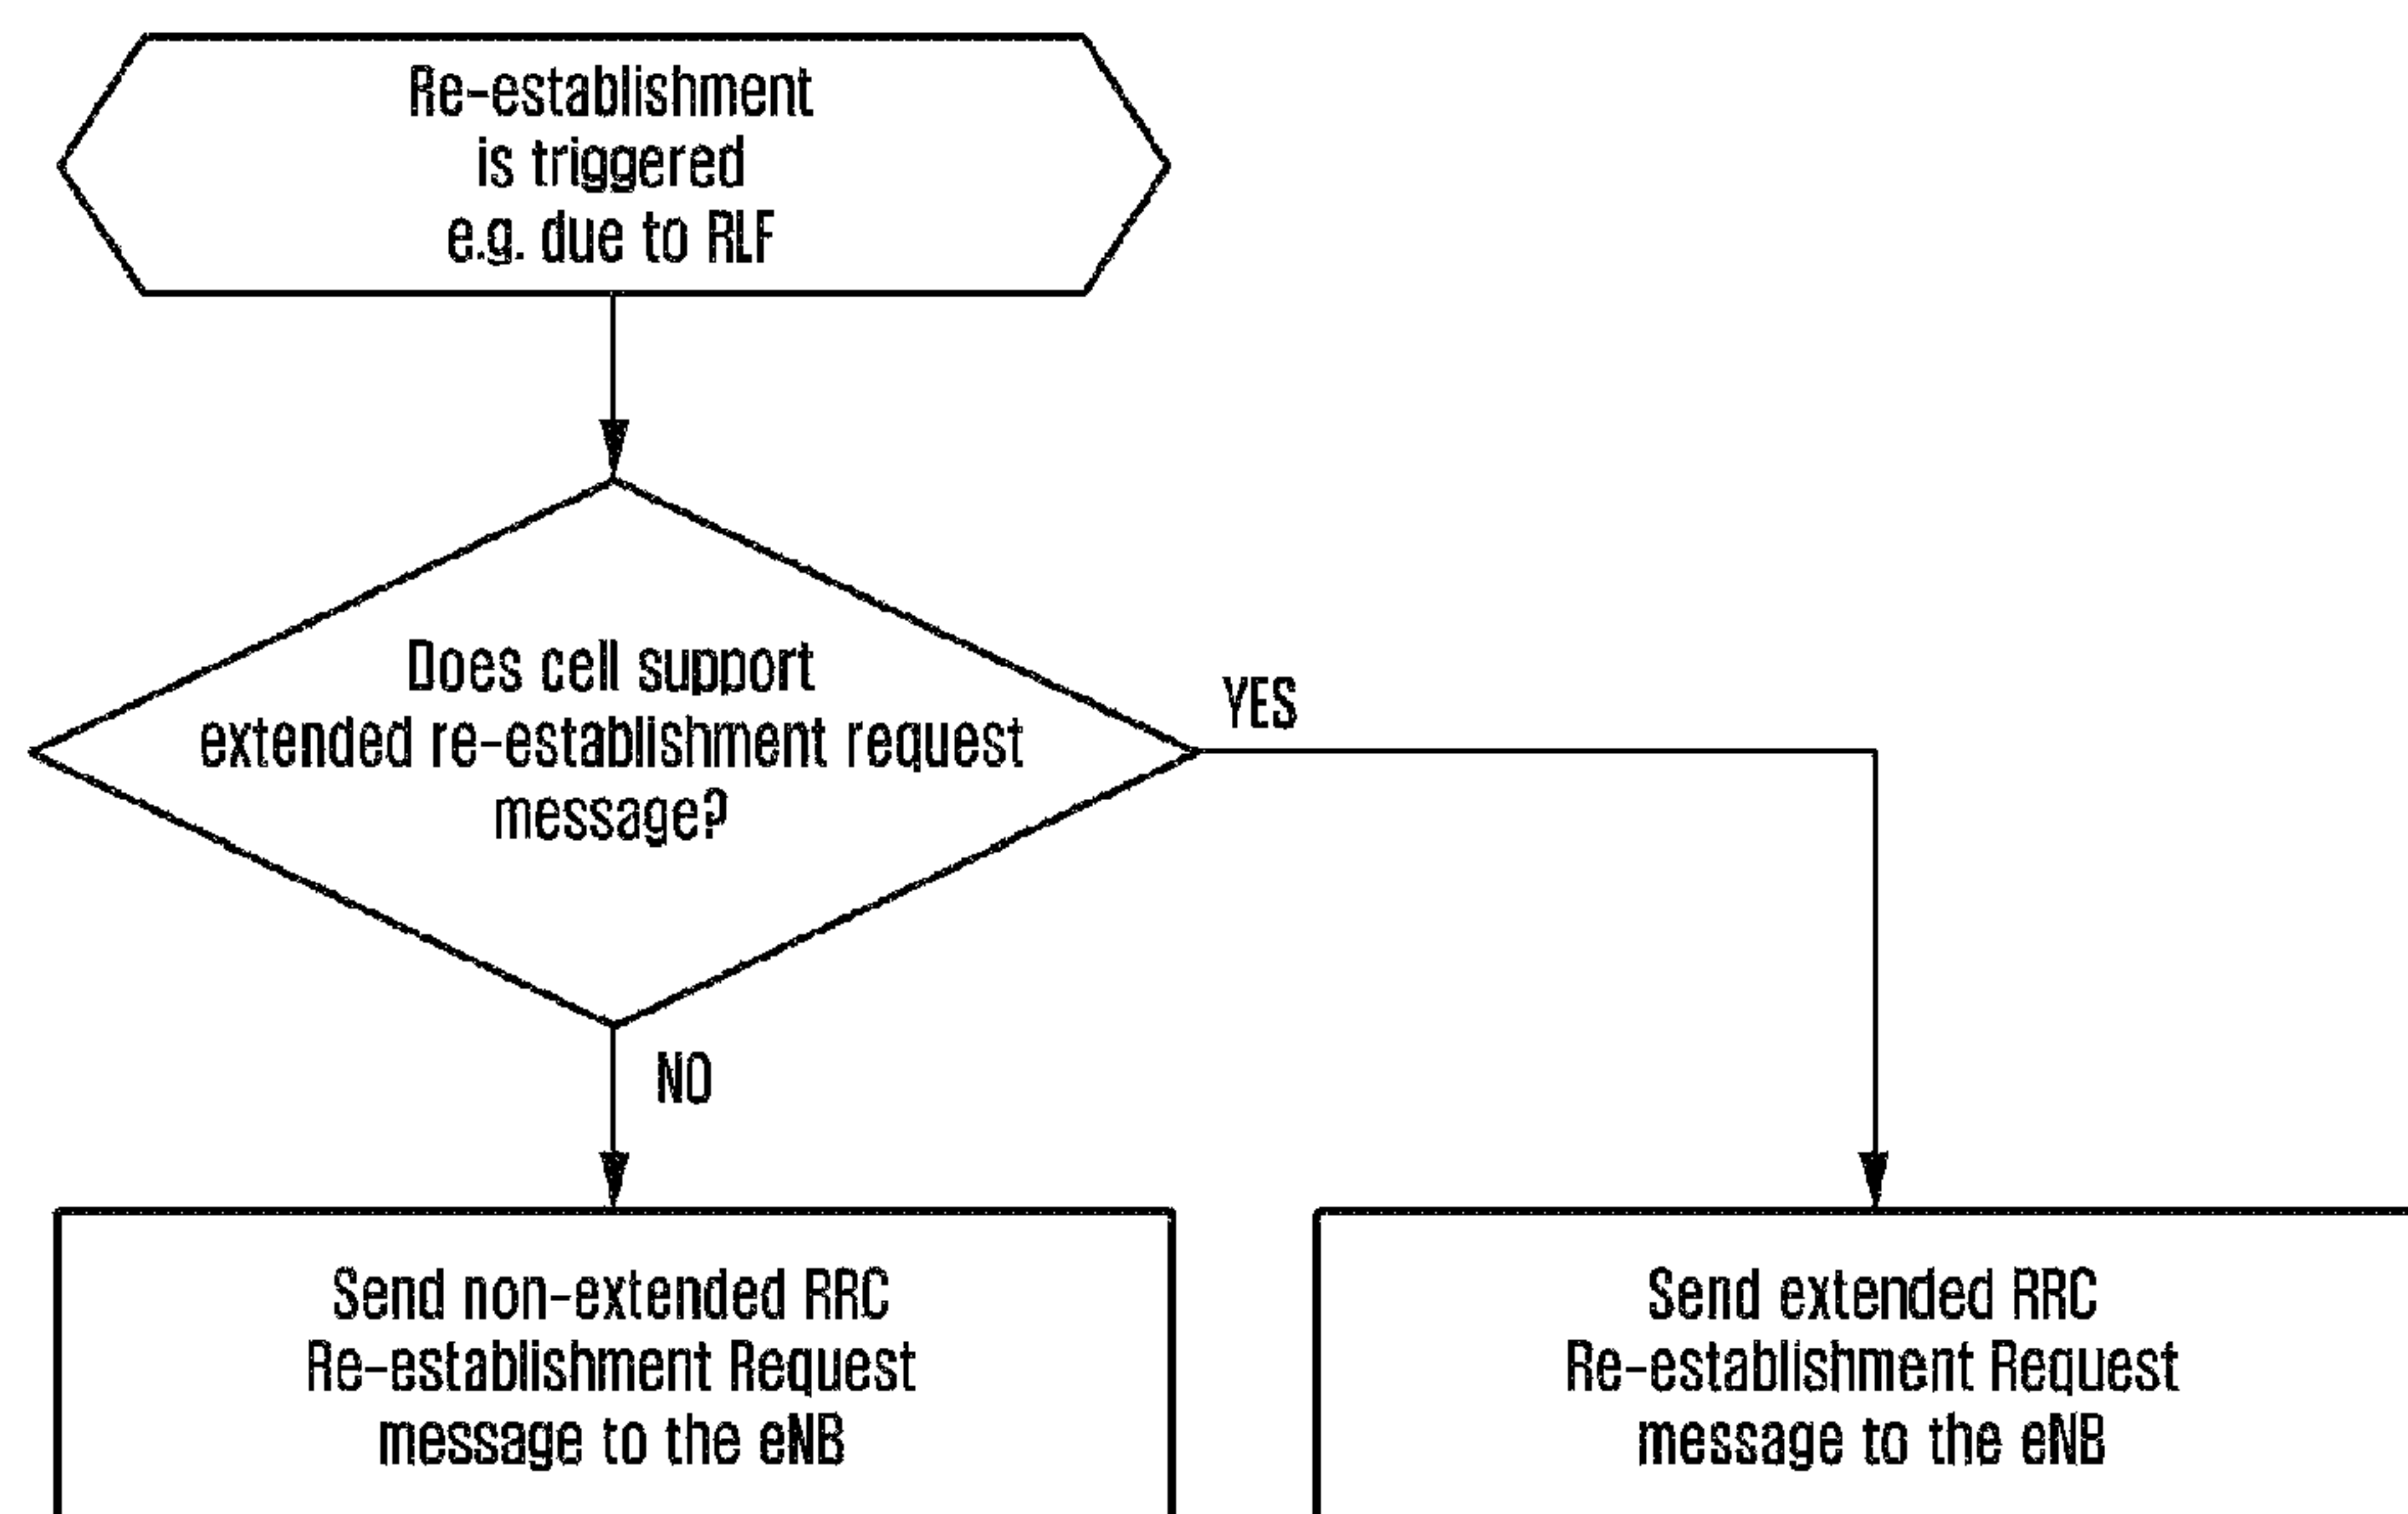 Re-establishment
is triggered
e.g. due to RLF
Does cell support
extended re-establishment request
message?
YES
NO
Send non-extended RRC
Re-establishment Request
message to the eNB
Send extended RRC
Re-establishment Request
message to the eNB